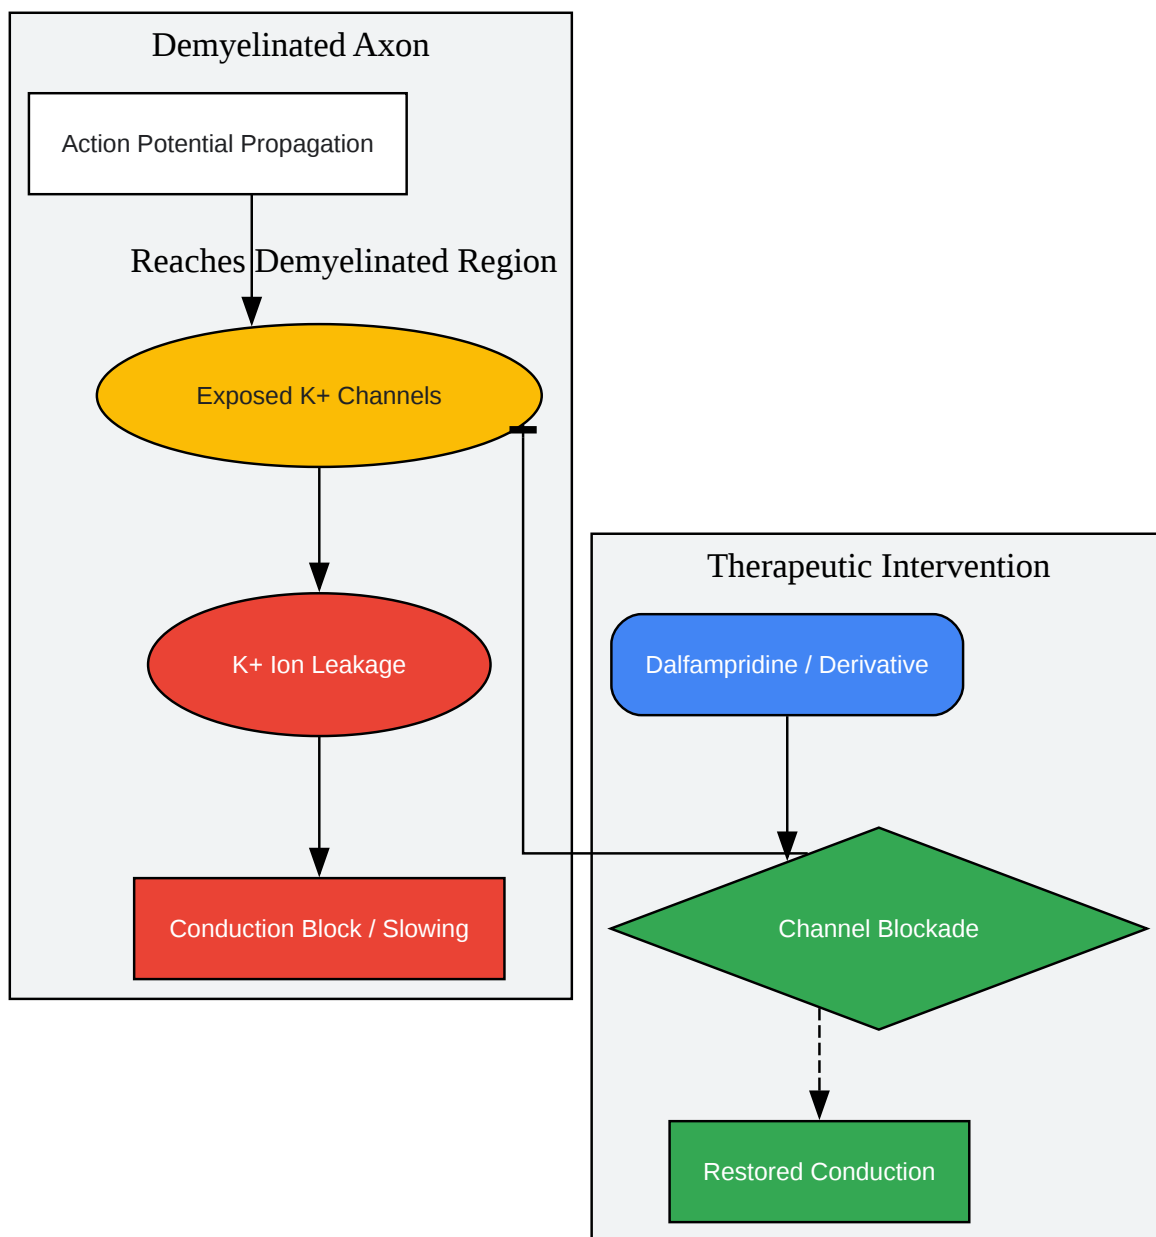 Demyelinated Axon
Action Potential Propagation
Reaches Demyelinated Region
Exposed K+ Channels
K+ Ion Leakage
Conduction Block / Slowing
Therapeutic Intervention
Dalfampridine / Derivative
Channel Blockade
Restored Conduction